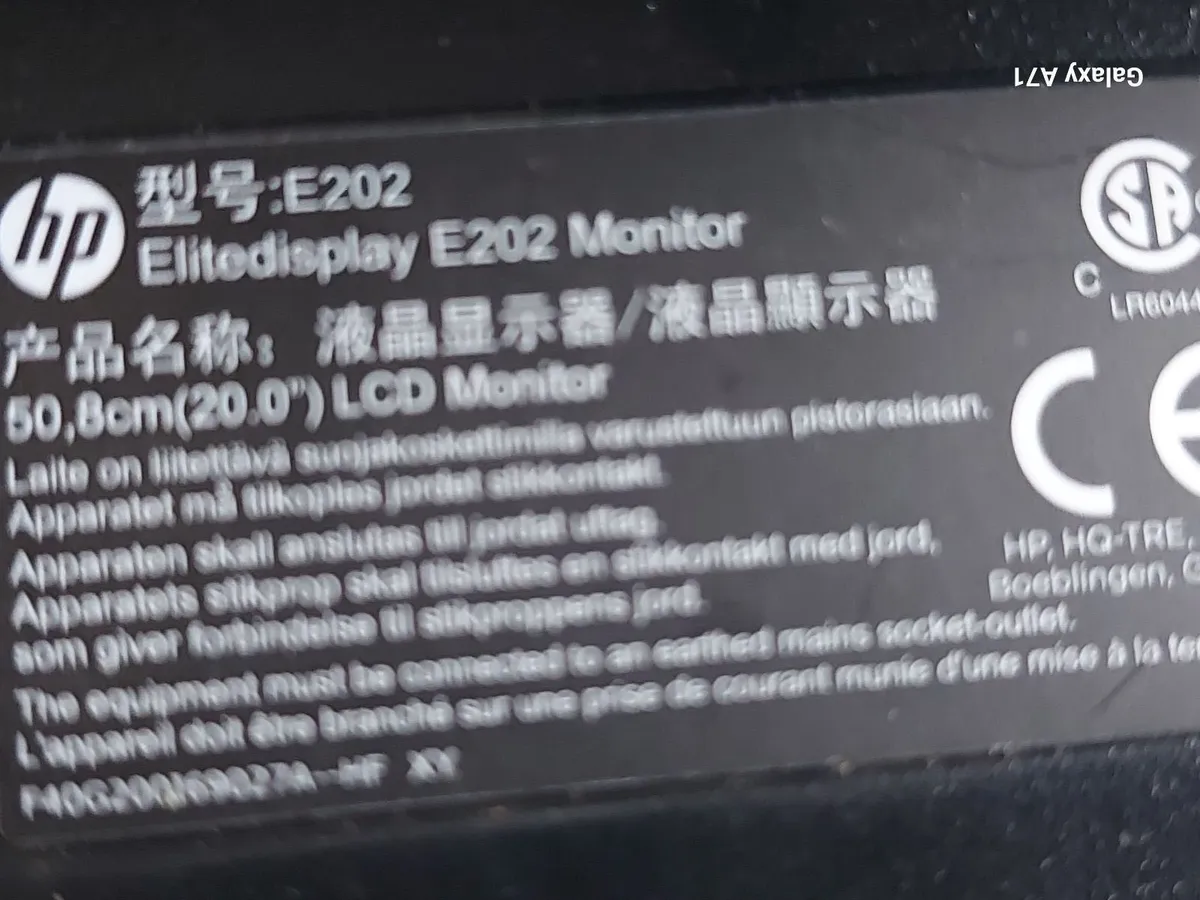 Galaxy A71
hp
型号:E202
Elitedisplay E202 Monitor
产品名称：液晶显示器/液晶顯示器
50,8cm(20.0") LCD Monitor
Laite on liitettävä suojakoskettimilla varustettuun pistorasiaan.
Apparatet må tilkoples jordet stikkontakt.
Apparaten skall anslutas till jordat uttag.
Apparatets stikprop skal tilsluttes en stikkontakt med jord,
som giver forbindelse til stikproppens jord.
The equipment must be connected to an earthed mains socket-outlet.
L'appareil doit être branché sur une prise de courant munie d'une mise à la
SA
C
CE
HP, HQ-TRE,
Boeblingen,